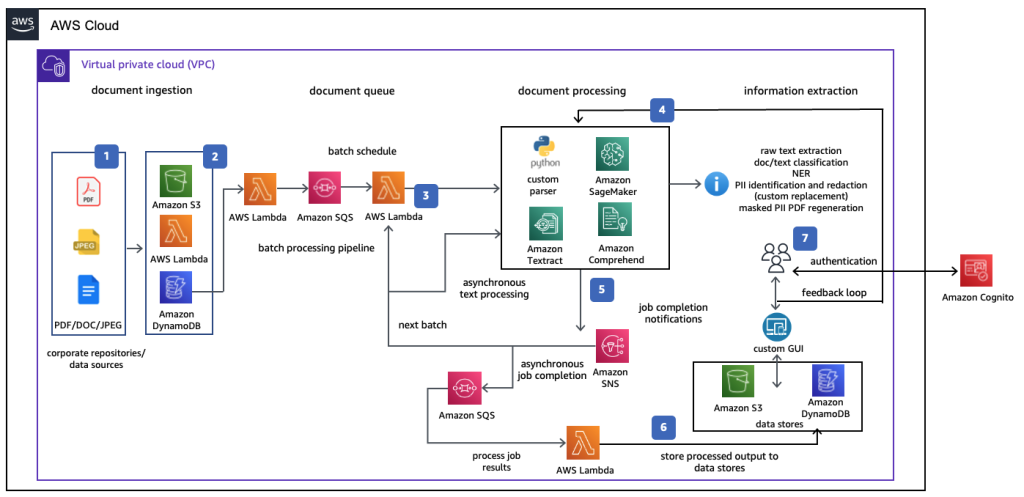 aws
AWS Cloud
Virtual private cloud (VPC)
document ingestion
document queue
document processing
information extraction
1
2
3
4
batch schedule
PDF
JPEG
PDF/DOC/JPEG
corporate repositories/
data sources
Amazon S3
AWS Lambda
Amazon
DynamoDB
AWS Lambda
Amazon SQS
AWS Lambda
batch processing pipeline
python
custom
parser
Amazon
SageMaker
Amazon
Textract
Amazon
Comprehend
raw text extraction
doc/text classification
NER
PII identification and redaction
(custom replacement)
masked PII PDF regeneration
7
authentication
Amazon Cognito
feedback loop
custom GUI
asynchronous
text processing
5
job completion
notifications
next batch
asynchronous
job completion
Amazon
SNS
Amazon SQS
Amazon S3
Amazon
DynamoDB
data stores
6
process job
results
AWS Lambda
store processed output to
data stores